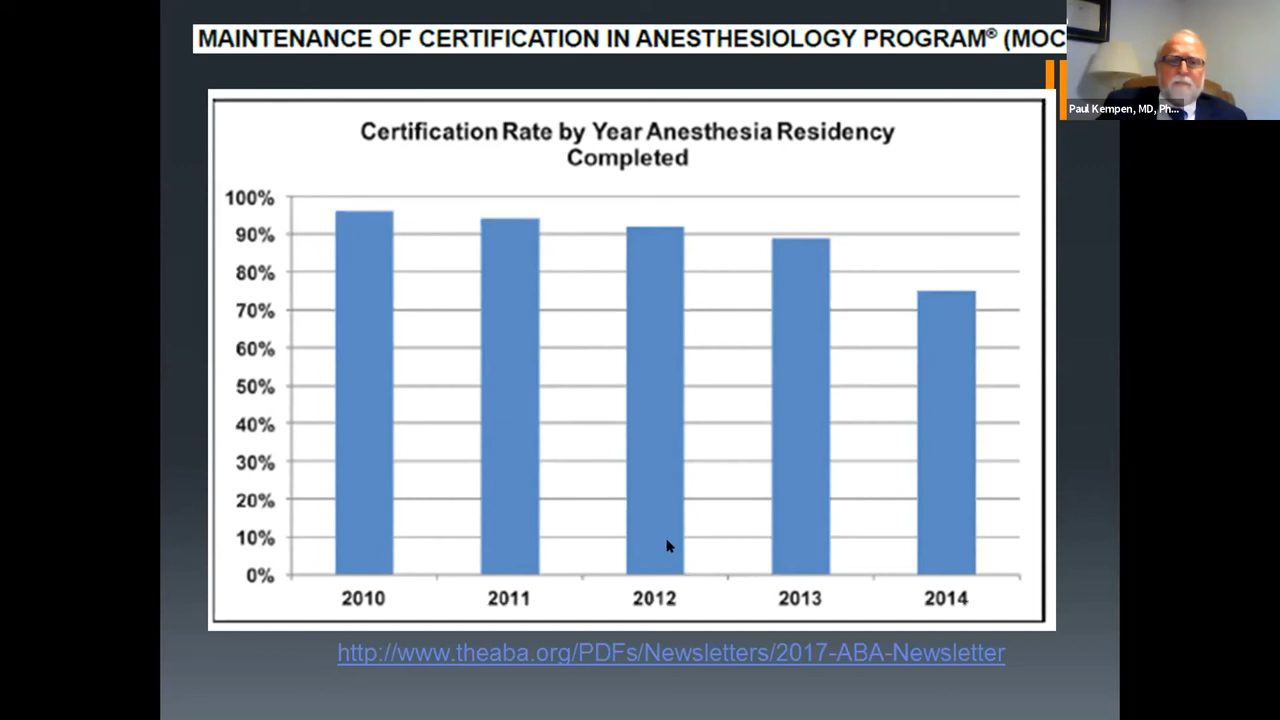 MAINTENANCE OF CERTIFICATION IN ANESTHESIOLOGY PROGRAM® (MOC
Paul Kempen, MD, Ph...
Certification Rate by Year Anesthesia Residency
Completed
100%
90%
80%
70%
60%
50%
40%
30%
20%
10%
0%
2010 2011 2012 2013 2014
http://www.theaba.org/PDFs/Newsletters/2017-ABA-Newsletter